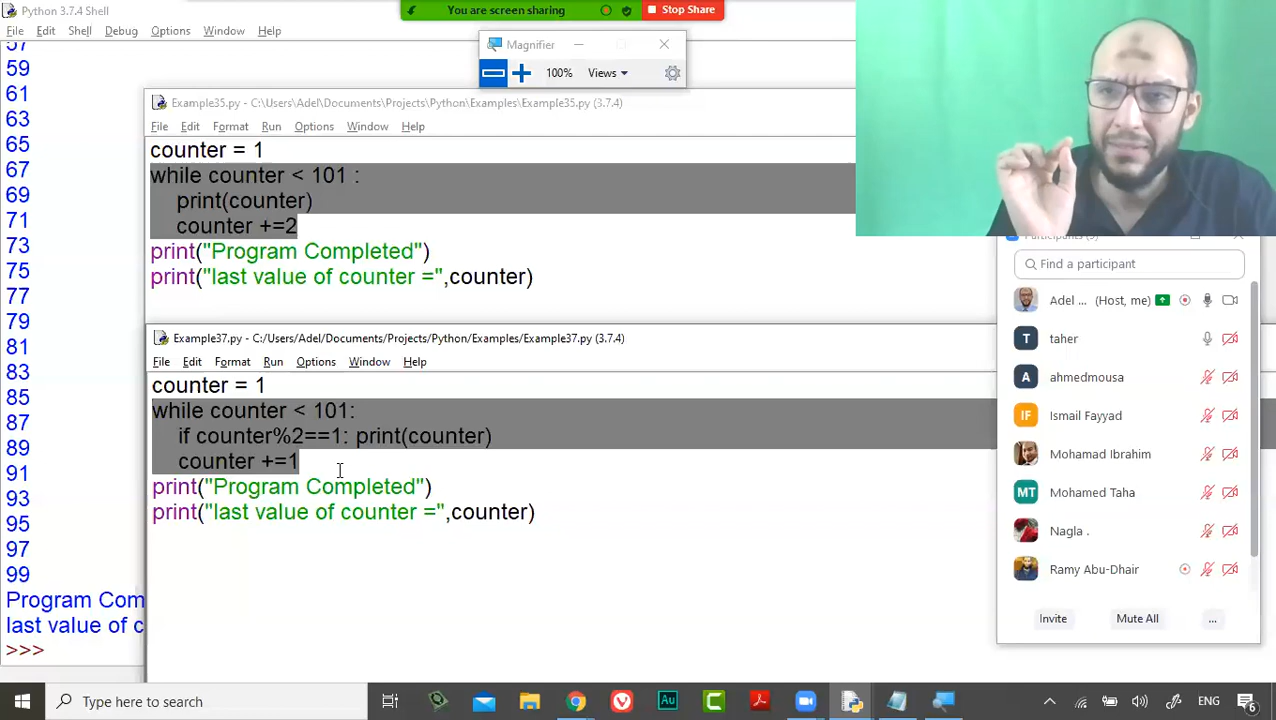 Python 3.7.4 Shell
File Edit Shell Debug Options Window Help
You are screen sharing
Stop Share
Magnifier
100% Views
59
61
63
65
67
69
71
73
75
77
79
81
83
85
87
89
91
93
95
97
99
Program Com
last value of c
>>>
Example35.py - C:\Users\Adel\Documents\Projects\Python\Examples\Example35.py (3.7.4)
File Edit Format Run Options Window Help
counter = 1
while counter < 101 :
print(counter)
counter +=2
print("Program Completed")
print("last value of counter =",counter)
Example37.py - C:/Users/Adel/Documents/Projects/Python/Examples/Example37.py (3.7.4)
File Edit Format Run Options Window Help
counter = 1
while counter < 101:
if counter%2==1: print(counter)
counter +=1
print("Program Completed")
print("last value of counter =",counter)
Find a participant
Adel ... (Host, me)
T taher
A ahmedmousa
IF Ismail Fayyad
Mohamad Ibrahim
MT Mohamed Taha
Nagla .
Ramy Abu-Dhair
Invite Mute All ...
Type here to search
Au
ENG
6